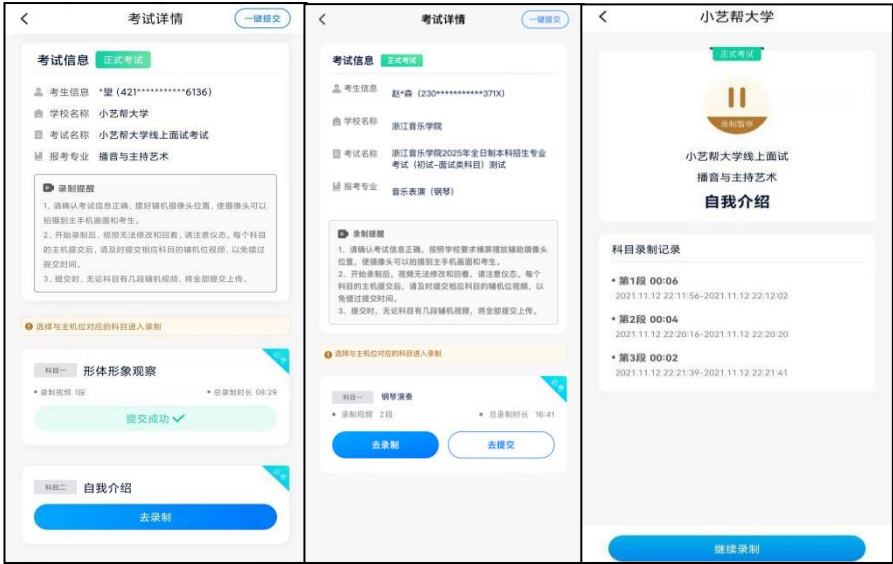 考试详情
一键提交
考试信息 正式考试
考生信息 *望 (421***********6136)
学校名称 小艺帮大学
考试名称 小艺帮大学线上面试考试
报考专业 播音与主持艺术
录制提醒
1、请确认考试信息正确，摆好辅机摄像头位置，使摄像头可以
拍摄到主手机画面和考生。
2、开始录制后，视频无法修改和回看，请注意仪态。每个科目
的主机提交后，请及时提交相应科目的辅机位视频，以免错过
提交时间。
3、提交时，无论科目有几段辅机视频，将全部提交上传。
选择与主机位对应的科目进入录制
科目一 形体形象观察
必考
• 录制视频 1段 • 总录制时长 08:29
提交成功
科目二 自我介绍
必考
去录制
考试详情
一键提交
考试信息 正式考试
考生信息 赵*森 (230***********371X)
学校名称 浙江音乐学院
考试名称 浙江音乐学院2025年全日制本科招生专业
考试（初试-面试类科目）测试
报考专业 音乐表演（钢琴）
录制提醒
1、请确认考试信息正确，按照学校要求横屏摆放辅助摄像头
位置，使摄像头可以拍摄到主手机画面和考生。
2、开始录制后，视频无法修改和回看，请注意仪态。每个
科目的主机提交后，请及时提交相应科目的辅机位视频，以
免错过提交时间。
3、提交时，无论科目有几段辅机视频，将全部提交上传。
选择与主机位对应的科目进入录制
科目一 钢琴演奏
必考
• 录制视频 2段 • 总录制时长 16:41
去录制 去提交
小艺帮大学
正式考试
录制暂停
小艺帮大学线上面试
播音与主持艺术
自我介绍
科目录制记录
• 第1段 00:06
2021.11.12 22:11:56-2021.11.12 22:12:02
• 第2段 00:04
2021.11.12 22:20:16-2021.11.12 22:20:20
• 第3段 00:02
2021.11.12 22:21:39-2021.11.12 22:21:41
继续录制